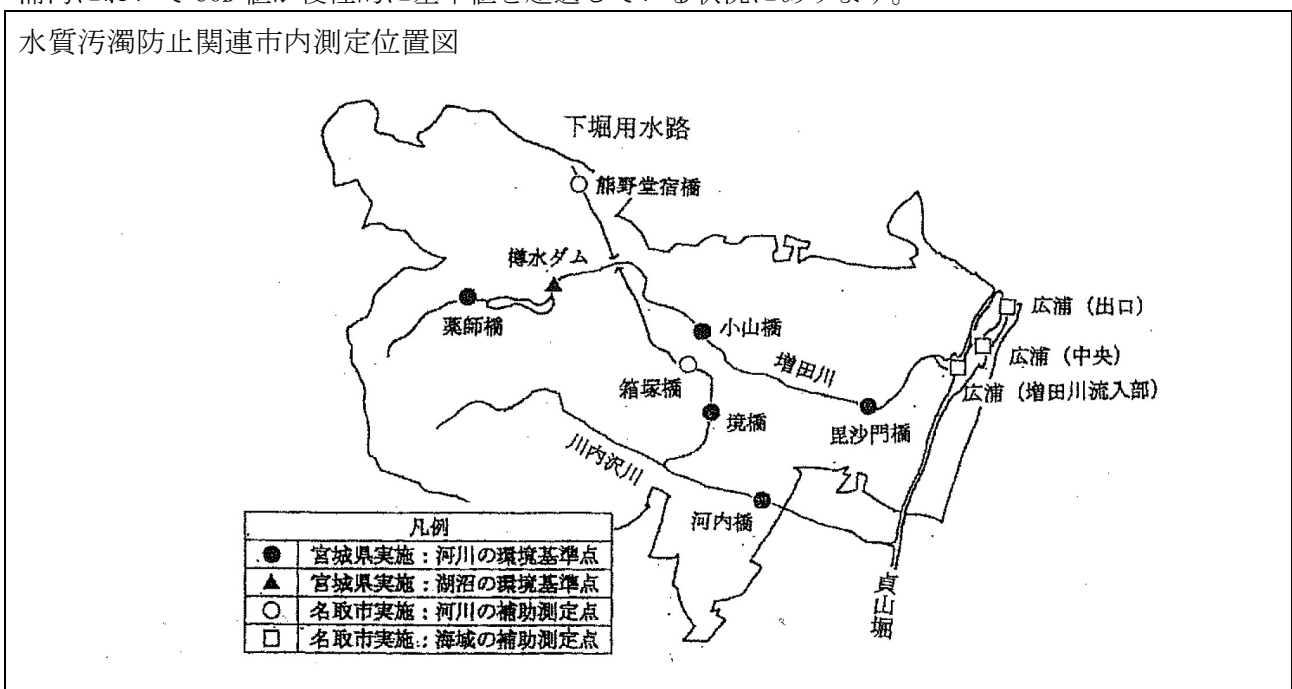 水質汚濁防止関連市内測定位置図
下堀用水路
熊野堂宿橋
樽水ダム
薬師橋
小山橋
広浦（出口）
増田川
広浦（中央）
箱塚橋
広浦（増田川流入部）
境橋
毘沙門橋
川内沢川
河内橋
貞山堀
凡例
● 宮城県実施：河川の環境基準点
▲ 宮城県実施：湖沼の環境基準点
○ 名取市実施：河川の補助測定点
□ 名取市実施：海域の補助測定点